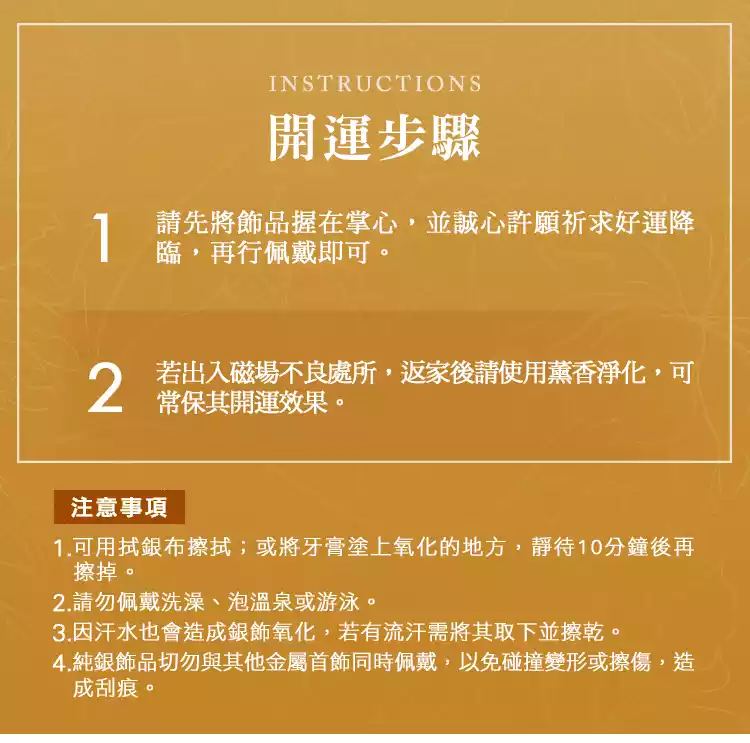 INSTRUCTIONS
開運步驟
1 請先將飾品握在掌心，並誠心許願祈求好運降
臨，再行佩戴即可。
2 若出入磁場不良處所，返家後請使用薰香淨化，可
常保其開運效果。
注意事項
1.可用拭銀布擦拭；或將牙膏塗上氧化的地方，靜待10分鐘後再
擦掉。
2.請勿佩戴洗澡、泡溫泉或游泳。
3.因汗水也會造成銀飾氧化，若有流汗需將其取下並擦乾。
4.純銀飾品切勿與其他金屬首飾同時佩戴，以免碰撞變形或擦傷，造
成刮痕。